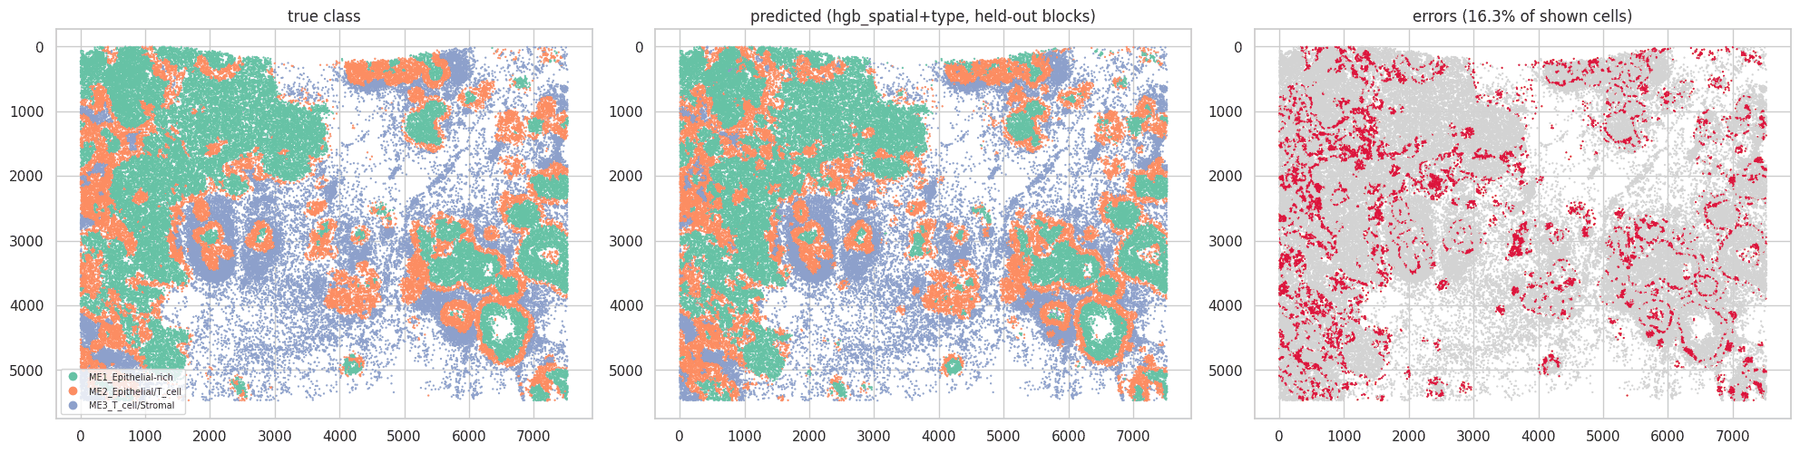 true class
0
1000
2000
3000
4000
5000
ME1_Epithelial-rich
ME2_Epithelial/T_cell
ME3_T_cell/Stromal
0 1000 2000 3000 4000 5000 6000 7000
predicted (hgb_spatial+type, held-out blocks)
0
1000
2000
3000
4000
5000
0 1000 2000 3000 4000 5000 6000 7000
errors (16.3% of shown cells)
0
1000
2000
3000
4000
5000
0 1000 2000 3000 4000 5000 6000 7000